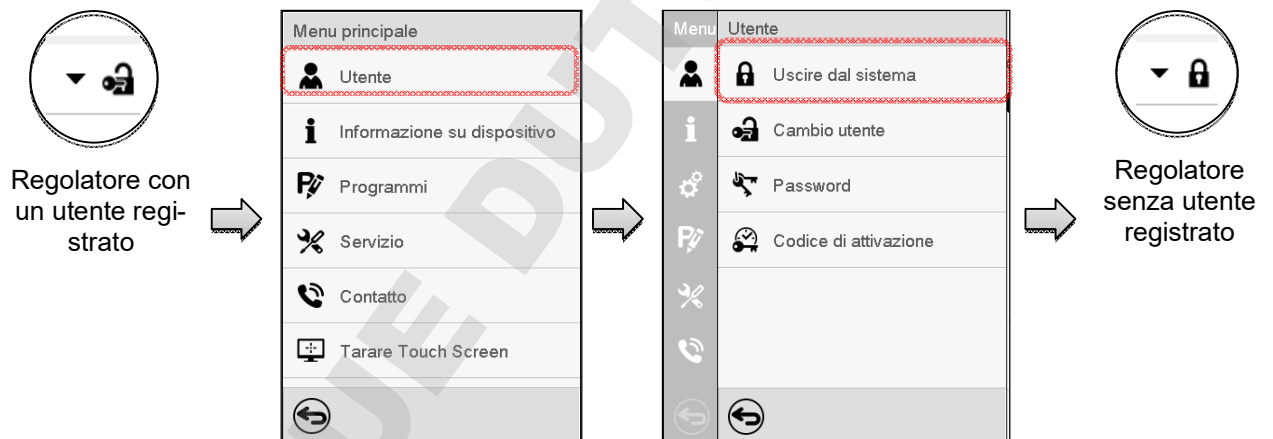 Regolatore con
un utente regi-
strato
Menu principale
Utente
Informazione su dispositivo
Programmi
Servizio
Contatto
Tarare Touch Screen
Menu
Utente
Uscire dal sistema
Cambio utente
Password
Codice di attivazione
Regolatore
senza utente
registrato